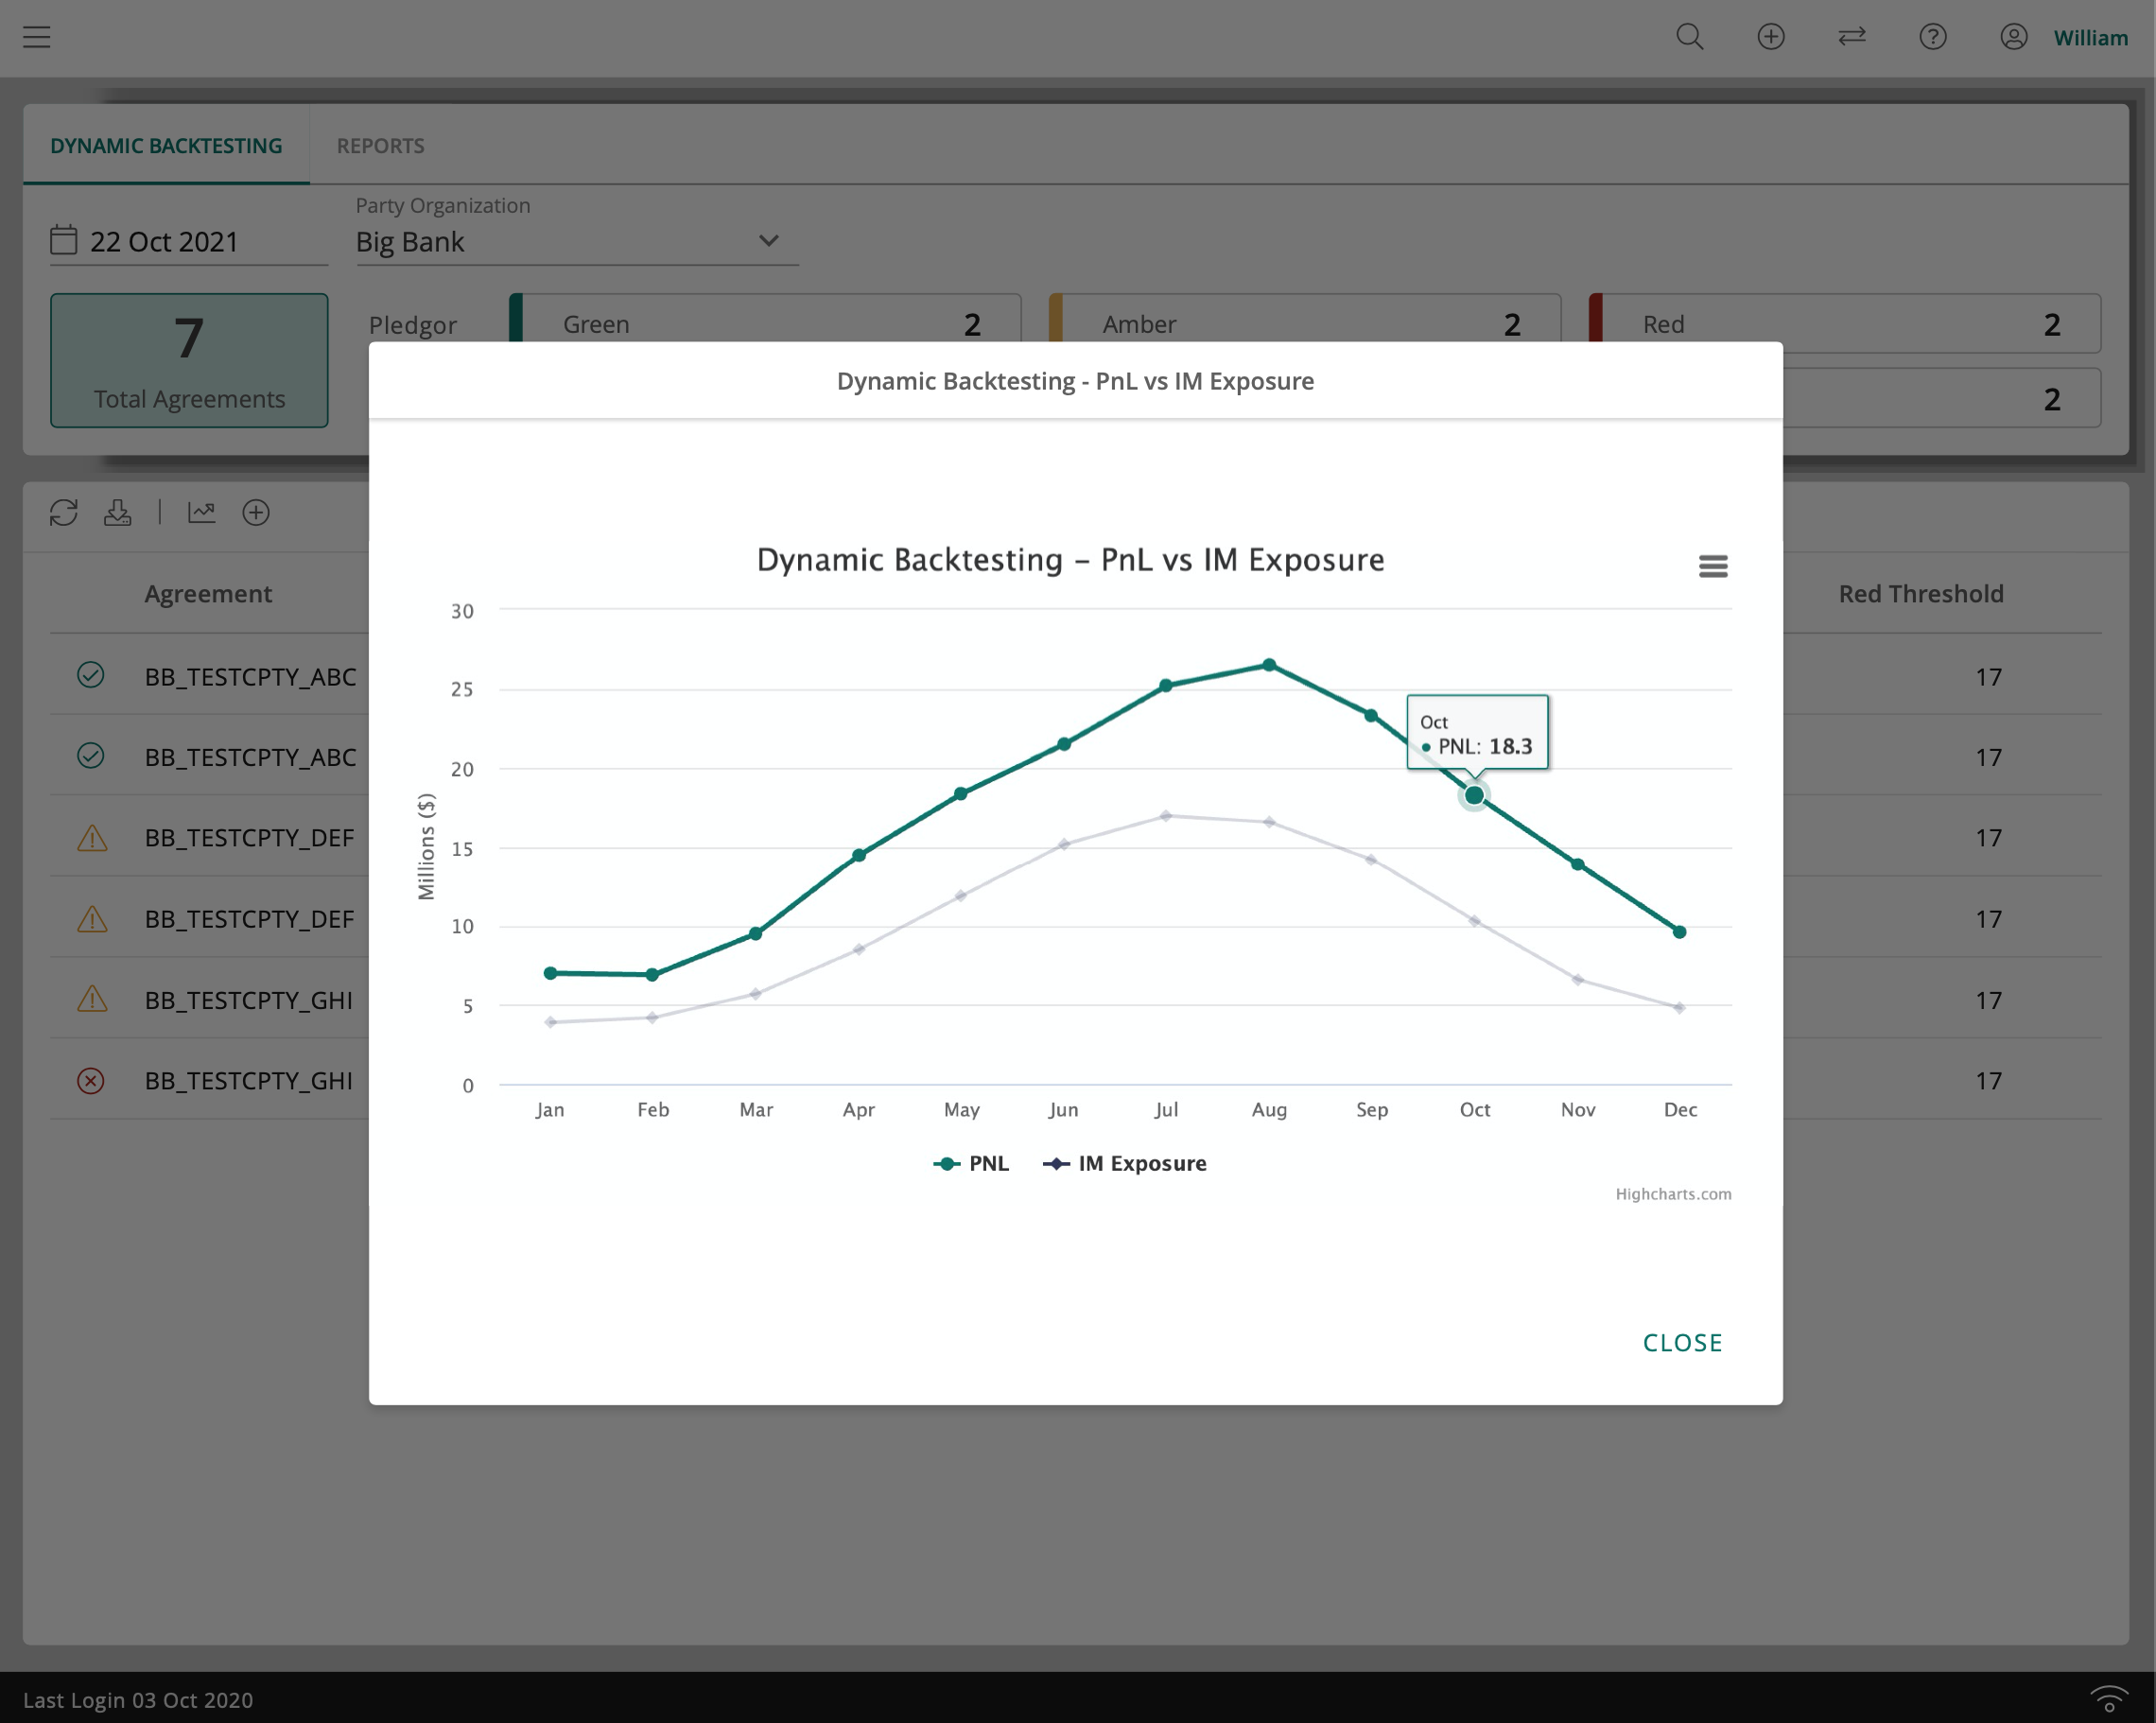 William
DYNAMIC BACKTESTING REPORTS
Party Organization
22 Oct 2021 Big Bank
7
Total Agreements
Pledgor Green 2 Amber 2 Red 2
2
Dynamic Backtesting - PnL vs IM Exposure
Agreement
Red Threshold
BB_TESTCPTY_ABC 17
BB_TESTCPTY_ABC 17
BB_TESTCPTY_DEF 17
BB_TESTCPTY_DEF 17
BB_TESTCPTY_GHI 17
BB_TESTCPTY_GHI 17
Dynamic Backtesting – PnL vs IM Exposure
Millions ($)
30
25
20
15
10
5
0
Oct
PNL: 18.3
Jan Feb Mar Apr May Jun Jul Aug Sep Oct Nov Dec
PNL IM Exposure
Highcharts.com
CLOSE
Last Login 03 Oct 2020